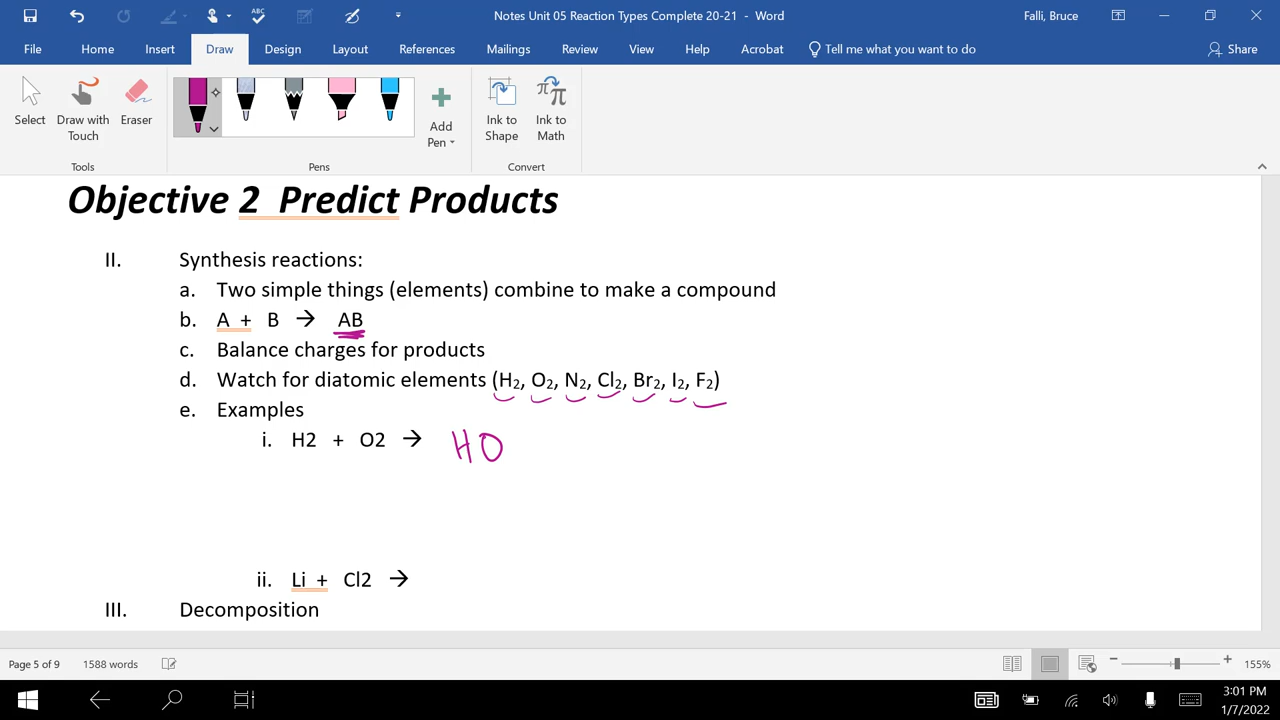 Notes Unit 05 Reaction Types Complete 20-21 - Word
Falli, Bruce
File Home Insert Draw Design Layout References Mailings Review View Help Acrobat Tell me what you want to do Share
Select
Draw with Touch
Eraser
Add Pen
Ink to Shape
Ink to Math
Tools Pens Convert
Objective 2 Predict Products
II. Synthesis reactions:
a. Two simple things (elements) combine to make a compound
b. A + B → AB
c. Balance charges for products
d. Watch for diatomic elements (H₂, O₂, N₂, Cl₂, Br₂, I₂, F₂)
e. Examples
i. H2 + O2 → HO
ii. Li + Cl2 →
III. Decomposition
Page 5 of 9 1588 words 155%
3:01 PM
1/7/2022